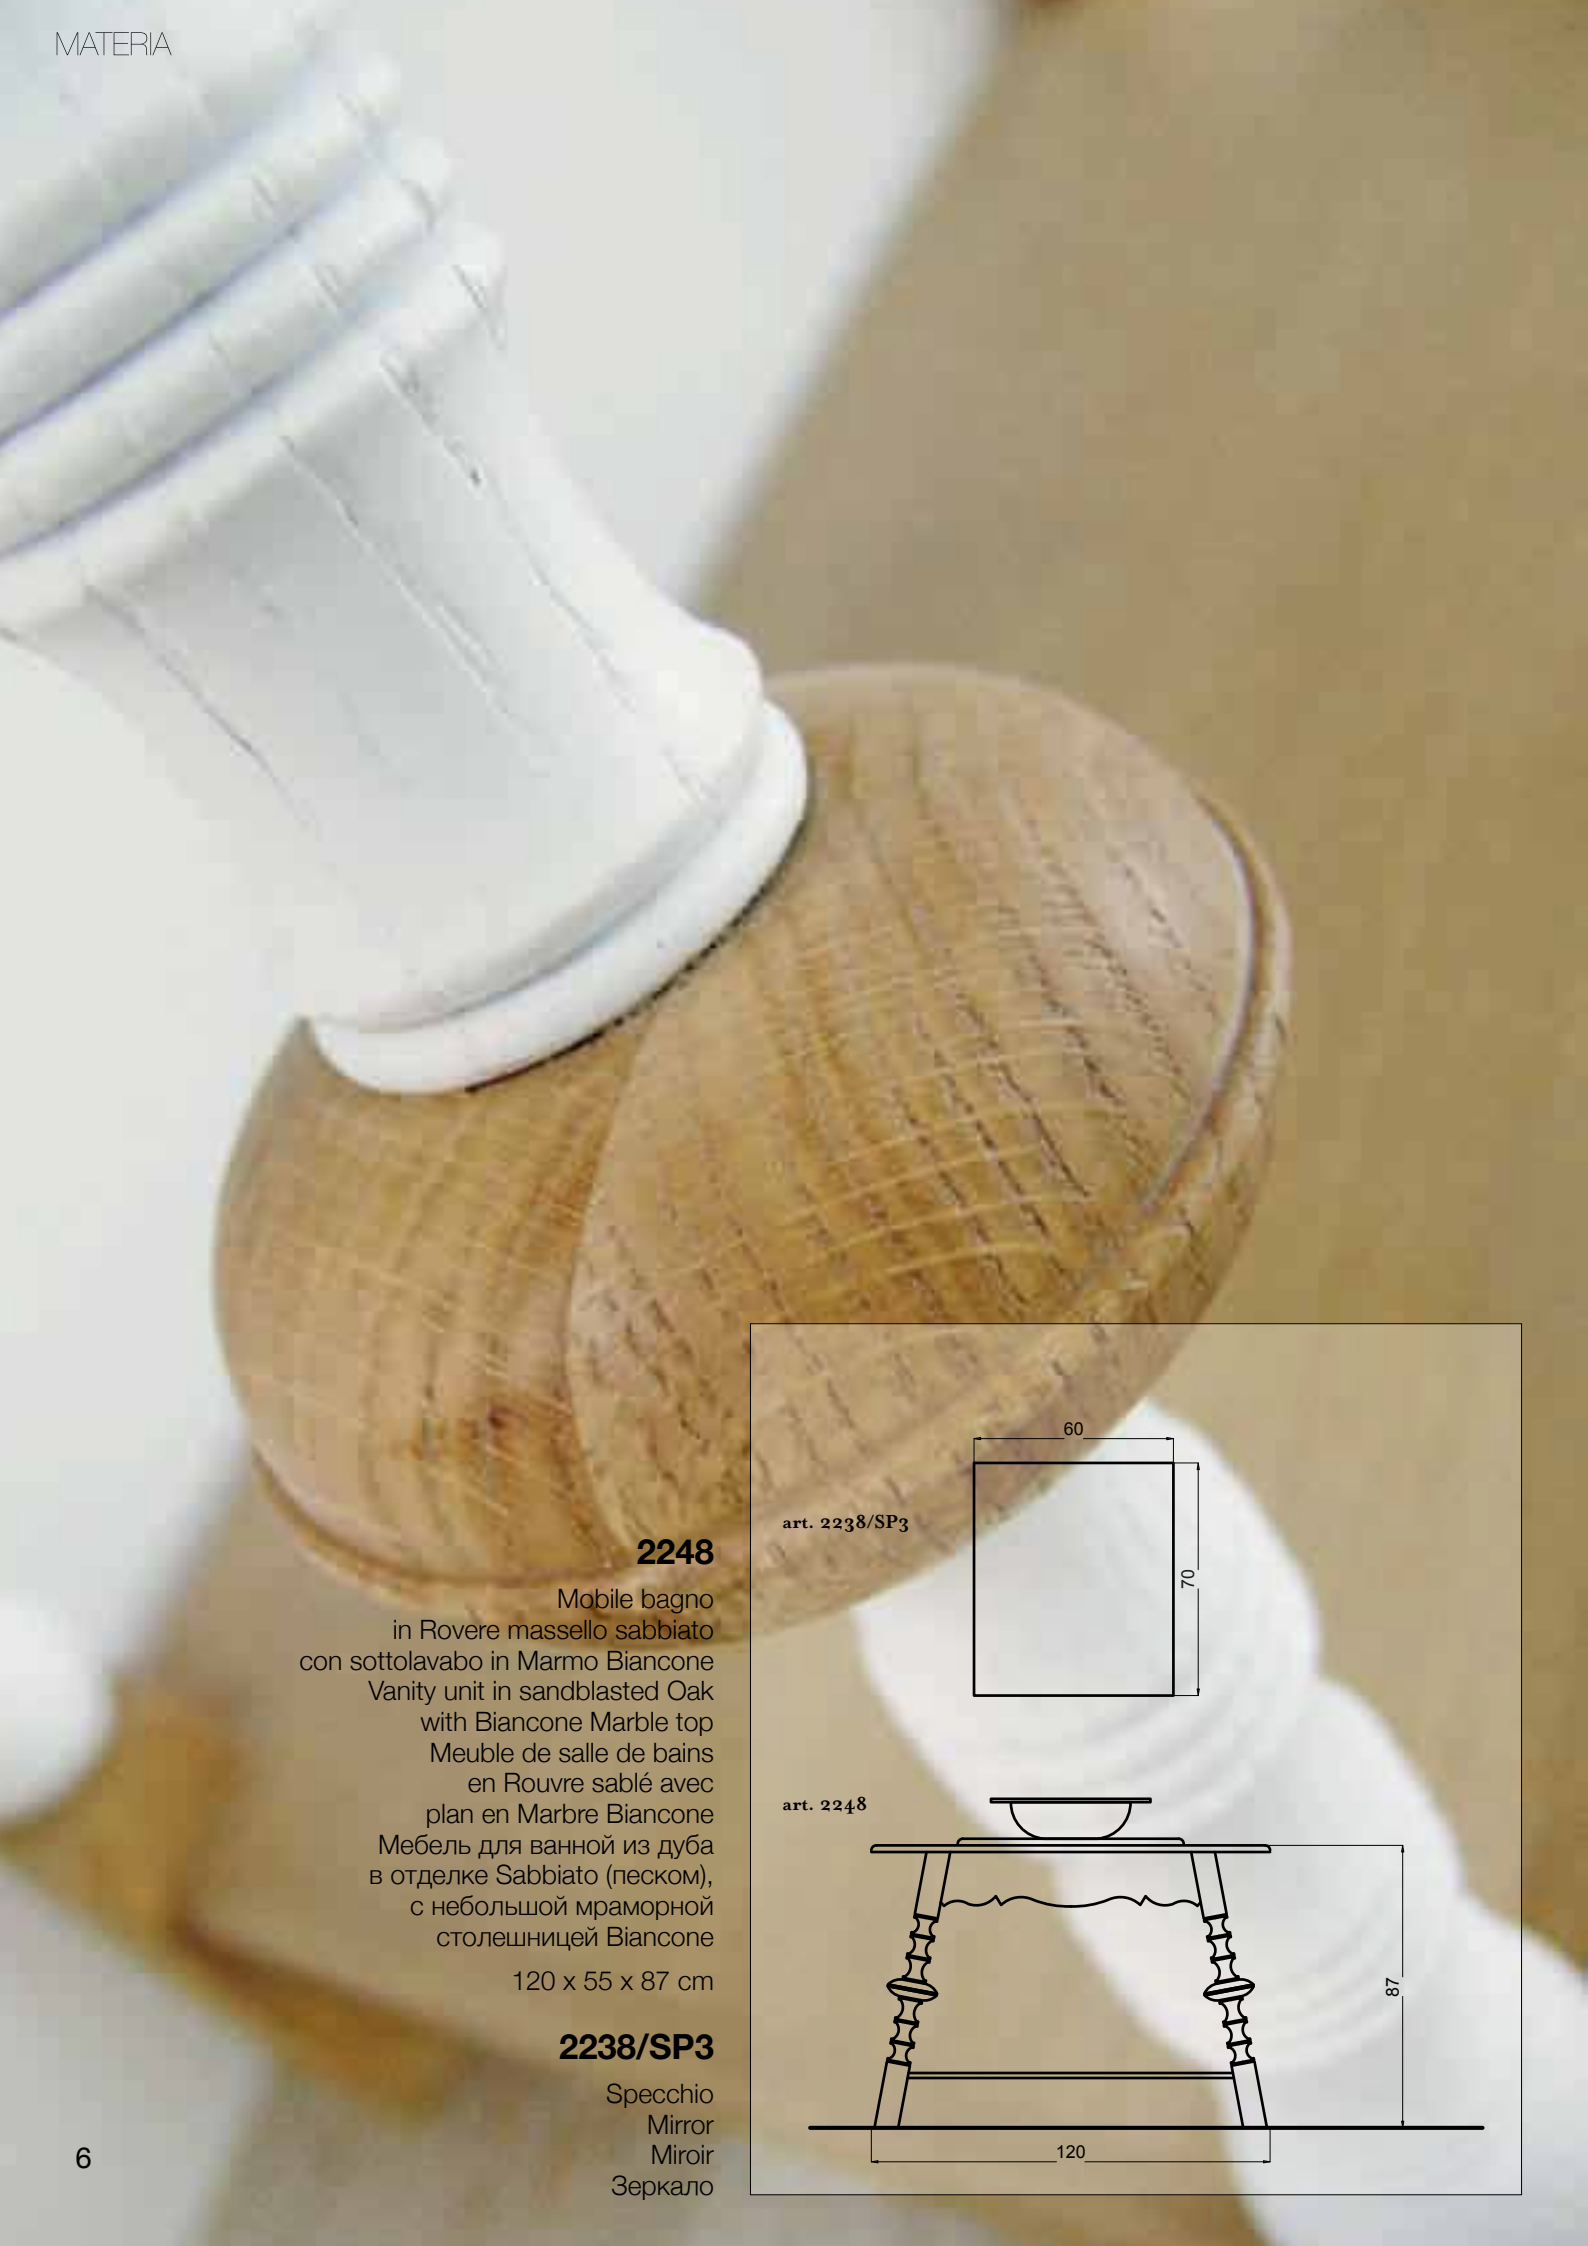 MATERIA
2248
Mobile bagno
in Rovere massello sabbiato
con sottolavabo in Marmo Biancone
Vanity unit in sandblasted Oak
with Biancone Marble top
Meuble de salle de bains
en Rouvre sablé avec
plan en Marbre Biancone
Мебель для ванной из дуба
в отделке Sabbiato (песком),
с небольшой мраморной
столешницей Biancone
120 x 55 x 87 cm
2238/SP3
Specchio
Mirror
Miroir
Зеркало
60
art. 2238/SP3
70
art. 2248
87
120
6